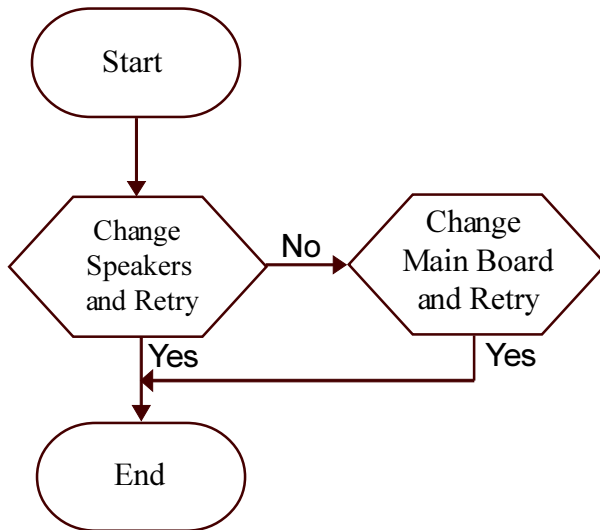 Start
Change
Speakers
and Retry
No
Change
Main Board
and Retry
Yes
Yes
End